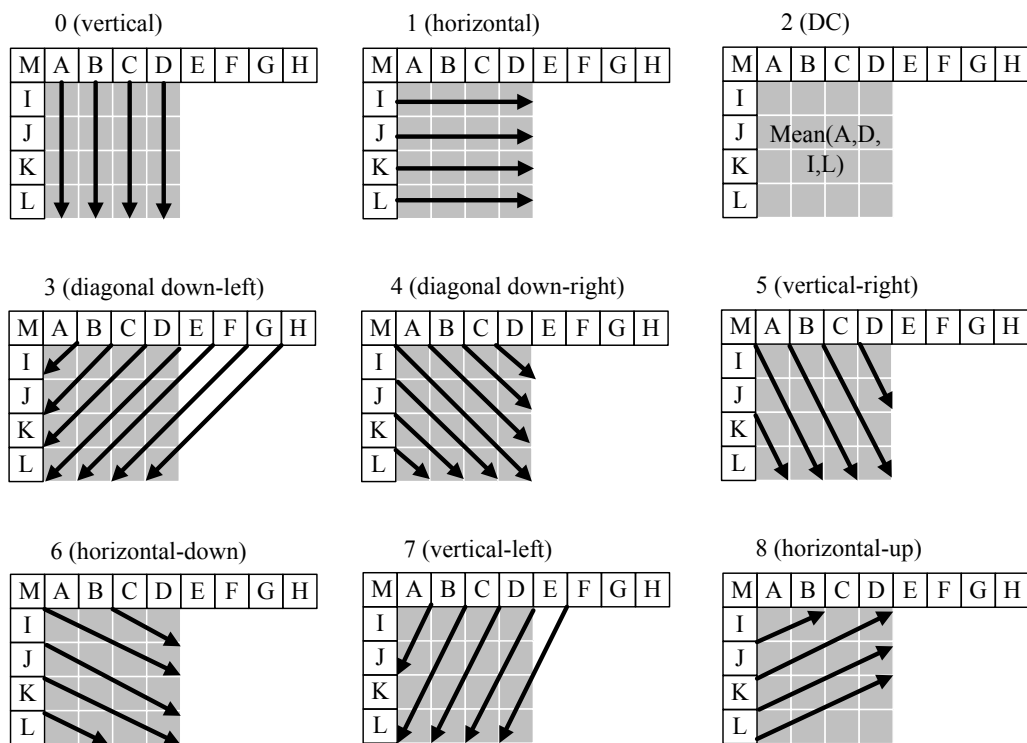 0 (vertical)
M A B C D E F G H
I
J
K
L
1 (horizontal)
M A B C D E F G H
I
J
K
L
2 (DC)
M A B C D E F G H
I
J
K
L
Mean(A,D,
I,L)
3 (diagonal down-left)
M A B C D E F G H
I
J
K
L
4 (diagonal down-right)
M A B C D E F G H
I
J
K
L
5 (vertical-right)
M A B C D E F G H
I
J
K
L
6 (horizontal-down)
M A B C D E F G H
I
J
K
L
7 (vertical-left)
M A B C D E F G H
I
J
K
L
8 (horizontal-up)
M A B C D E F G H
I
J
K
L